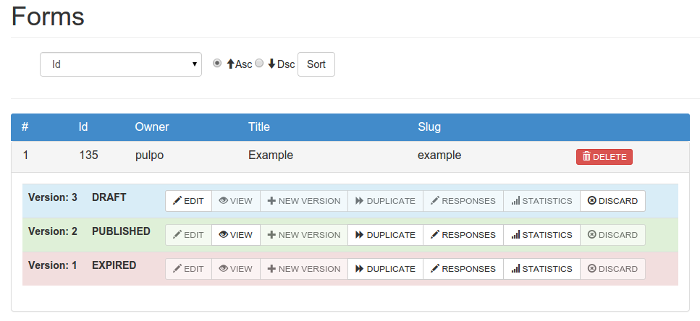 Forms
Id Asc Dsc Sort
# Id Owner Title Slug
1 135 pulpo Example example DELETE
Version: 3 DRAFT EDIT VIEW NEW VERSION DUPLICATE RESPONSES STATISTICS DISCARD
Version: 2 PUBLISHED EDIT VIEW NEW VERSION DUPLICATE RESPONSES STATISTICS DISCARD
Version: 1 EXPIRED EDIT VIEW NEW VERSION DUPLICATE RESPONSES STATISTICS DISCARD